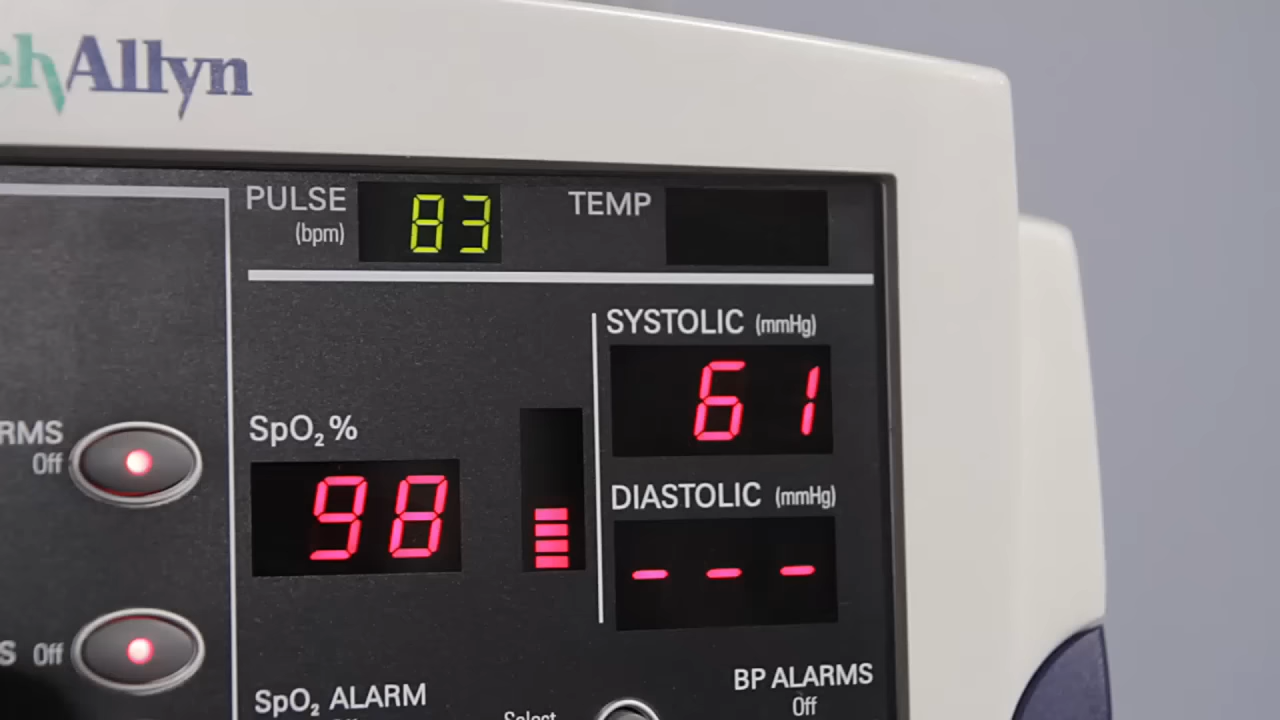 ch Allyn
PULSE 83 TEMP
(bpm)
SYSTOLIC (mmHg)
61
RMS
Off
SpO₂ %
98
DIASTOLIC (mmHg)
- - -
S Off
SpO₂ ALARM
BP ALARMS
Off
Select